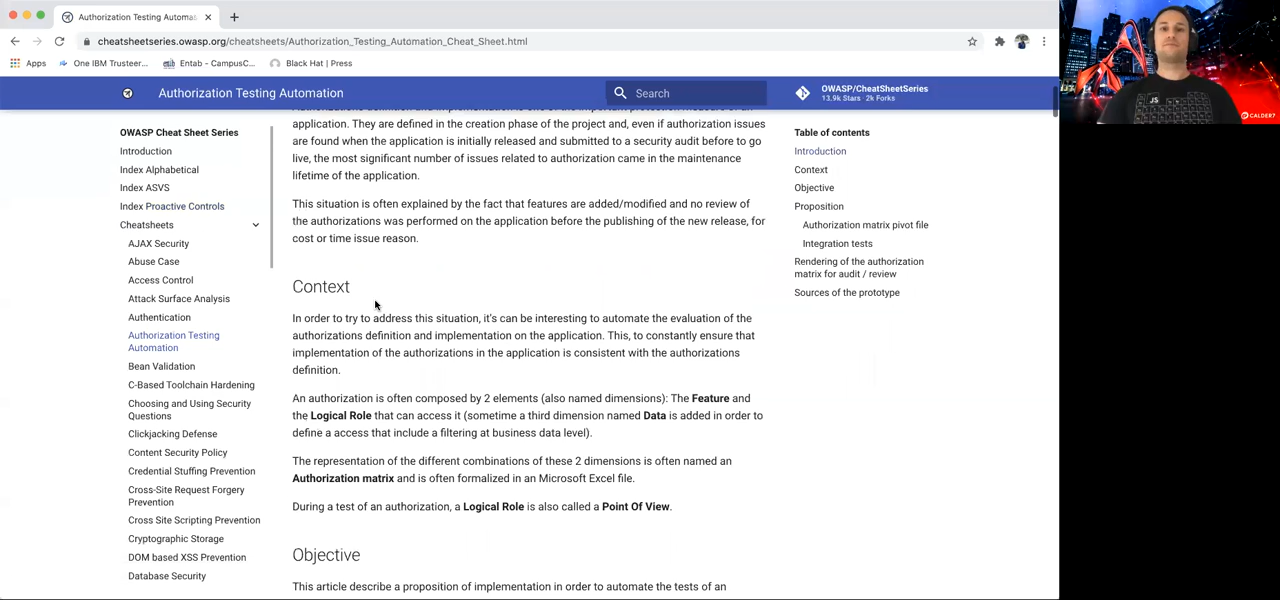 Authorization Testing Automa
cheatsheetseries.owasp.org/cheatsheets/Authorization_Testing_Automation_Cheat_Sheet.html
Apps
One IBM Trusteer...
Entab - CampusC...
Black Hat | Press
Authorization Testing Automation
Search
OWASP/CheatSheetSeries
13.9k Stars · 2k Forks
OWASP Cheat Sheet Series
Introduction
Index Alphabetical
Index ASVS
Index Proactive Controls
Cheatsheets
AJAX Security
Abuse Case
Access Control
Attack Surface Analysis
Authentication
Authorization Testing
Automation
Bean Validation
C-Based Toolchain Hardening
Choosing and Using Security
Questions
Clickjacking Defense
Content Security Policy
Credential Stuffing Prevention
Cross-Site Request Forgery
Prevention
Cross Site Scripting Prevention
Cryptographic Storage
DOM based XSS Prevention
Database Security
application. They are defined in the creation phase of the project and, even if authorization issues
are found when the application is initially released and submitted to a security audit before to go
live, the most significant number of issues related to authorization came in the maintenance
lifetime of the application.
This situation is often explained by the fact that features are added/modified and no review of
the authorizations was performed on the application before the publishing of the new release, for
cost or time issue reason.
Context
In order to try to address this situation, it's can be interesting to automate the evaluation of the
authorizations definition and implementation on the application. This, to constantly ensure that
implementation of the authorizations in the application is consistent with the authorizations
definition.
An authorization is often composed by 2 elements (also named dimensions): The Feature and
the Logical Role that can access it (sometime a third dimension named Data is added in order to
define a access that include a filtering at business data level).
The representation of the different combinations of these 2 dimensions is often named an
Authorization matrix and is often formalized in an Microsoft Excel file.
During a test of an authorization, a Logical Role is also called a Point Of View.
Objective
This article describe a proposition of implementation in order to automate the tests of an
Table of contents
Introduction
Context
Objective
Proposition
Authorization matrix pivot file
Integration tests
Rendering of the authorization
matrix for audit / review
Sources of the prototype
JS
CALDER7